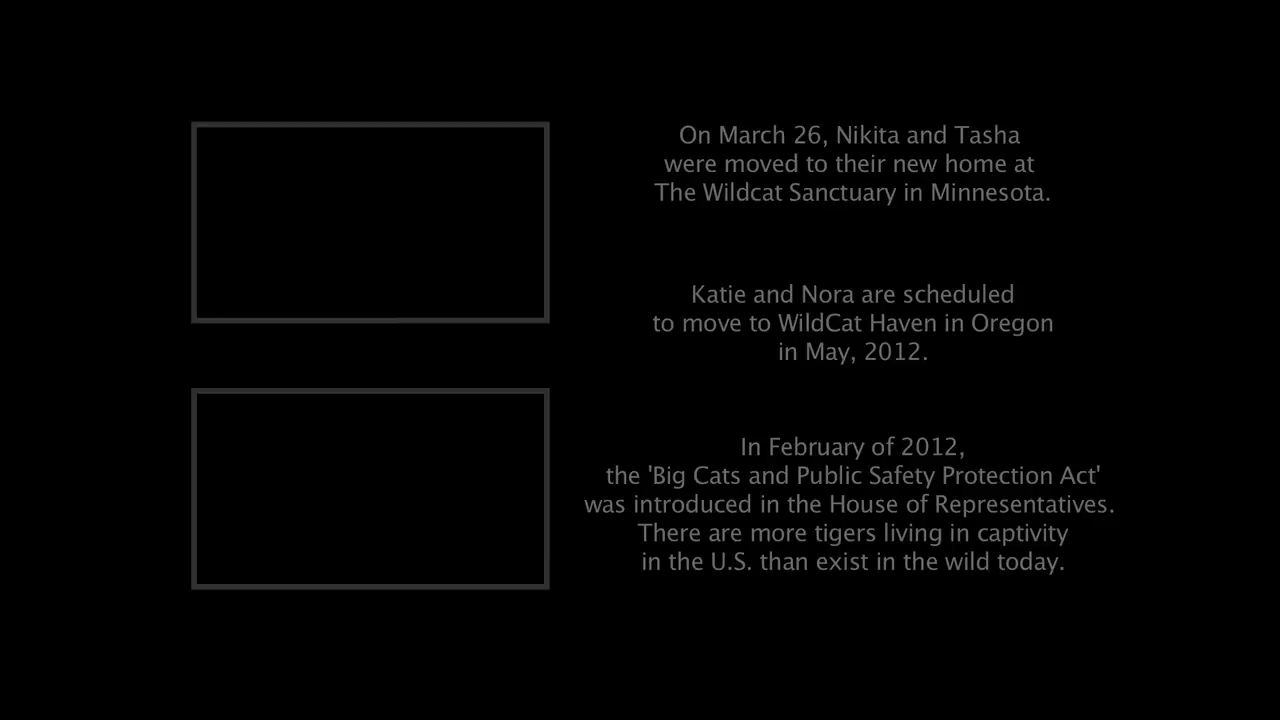 On March 26, Nikita and Tasha
were moved to their new home at
The Wildcat Sanctuary in Minnesota.
Katie and Nora are scheduled
to move to WildCat Haven in Oregon
in May, 2012.
In February of 2012,
the 'Big Cats and Public Safety Protection Act'
was introduced in the House of Representatives.
There are more tigers living in captivity
in the U.S. than exist in the wild today.